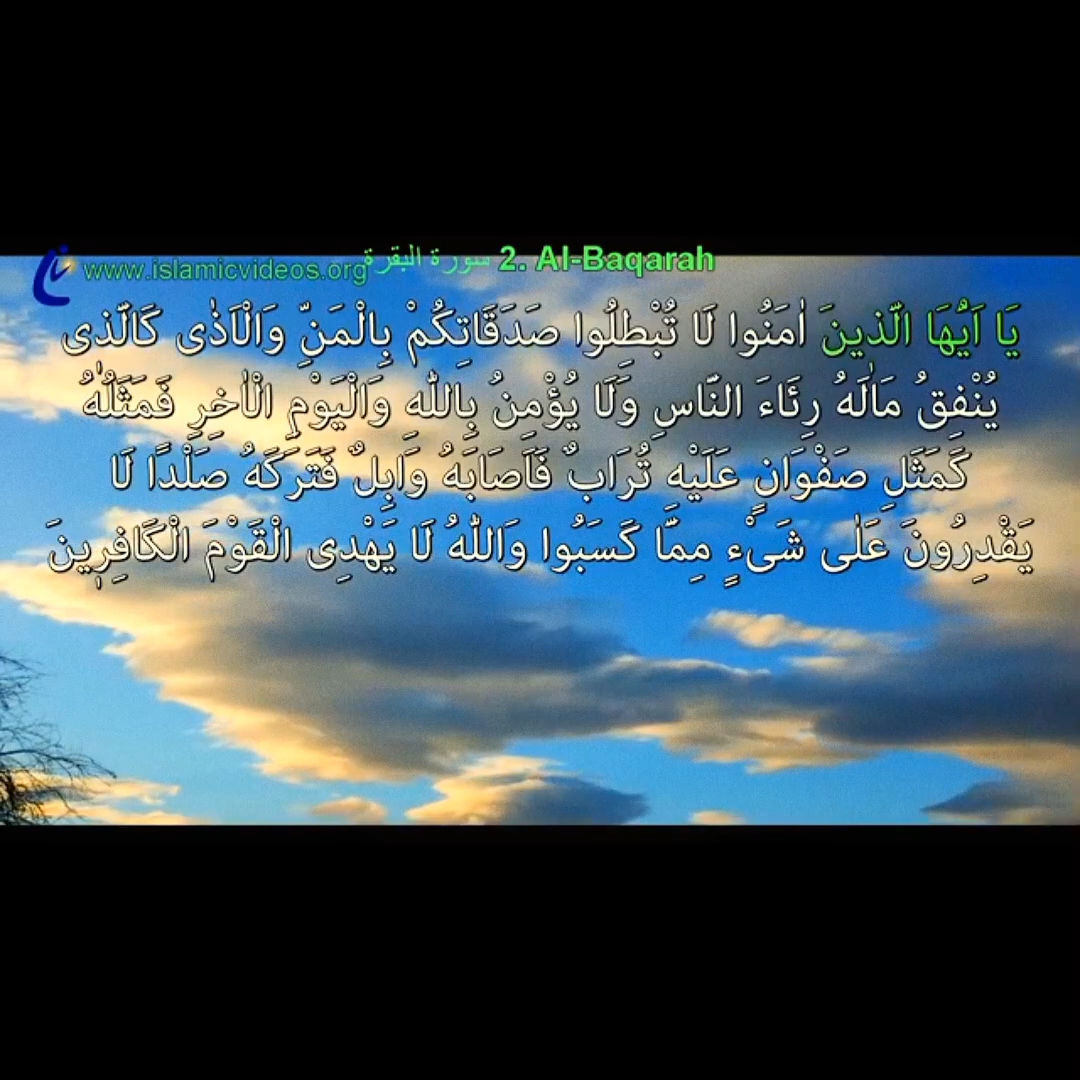 www.islamicvideos.org سورة البقرة 2. Al-Baqarah
يَا اَيُّهَا الَّذينَ اٰمَنُوا لَا تُبْطِلُوا صَدَقَاتِكُمْ بِالْمَنِّ وَالْاَذٰى كَالَّذى
يُنْفِقُ مَالَهُ رِئَاءَ النَّاسِ وَلَا يُؤْمِنُ بِاللّٰهِ وَالْيَوْمِ الْاٰخِرِ فَمَثَلُهُ
كَمَثَلِ صَفْوَانٍ عَلَيْهِ تُرَابٌ فَاَصَابَهُ وَابِلٌ فَتَرَكَهُ صَلْدًا لَا
يَقْدِرُونَ عَلٰى شَىْءٍ مِمَّا كَسَبُوا وَاللّٰهُ لَا يَهْدِى الْقَوْمَ الْكَافِرٖينَ